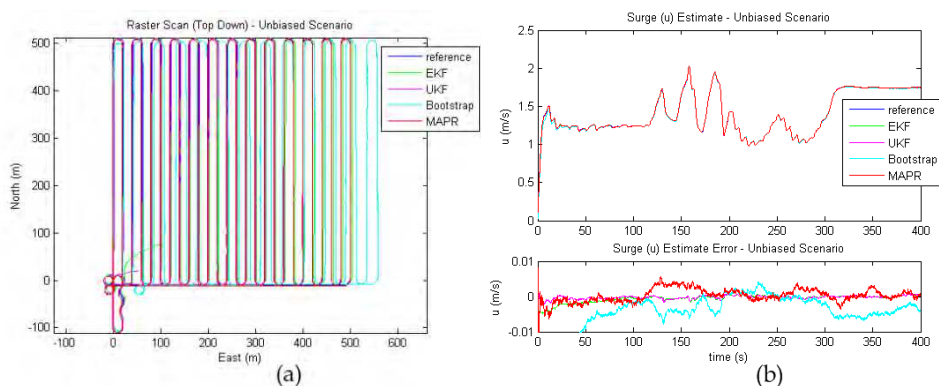 Raster Scan (Top Down) - Unbiased Scenario
500
400
300
200
100
0
-100
North (m)
-100 0 100 200 300 400 500 600
East (m)
reference
EKF
UKF
Bootstrap
MAPR
(a)
Surge (u) Estimate - Unbiased Scenario
2.5
2
1.5
1
0.5
0
u (m/s)
0 50 100 150 200 250 300 350 400
reference
EKF
UKF
Bootstrap
MAPR
Surge (u) Estimate Error - Unbiased Scenario
0.01
0
-0.01
u (m/s)
0 50 100 150 200 250 300 350 400
time (s)
(b)